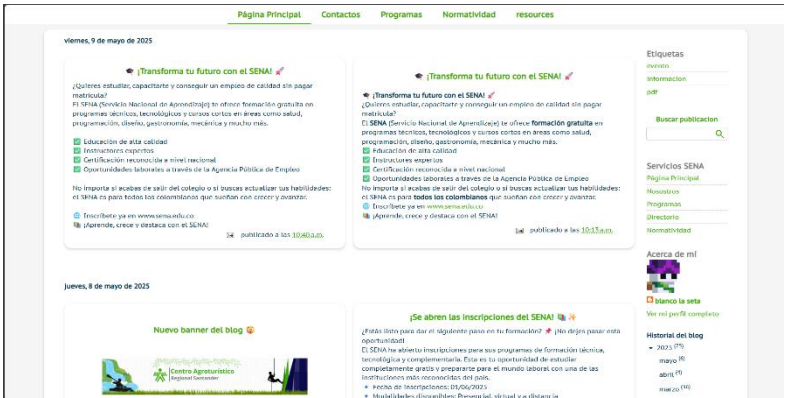 Página Principal Contactos Programas Normatividad resources
viernes, 9 de mayo de 2025
🎓 ¡Transforma tu futuro con el SENA! 🚀
¿Quieres estudiar, capacitarte y conseguir un empleo de calidad sin pagar
matrícula?
El SENA (Servicio Nacional de Aprendizaje) te ofrece formación gratuita en
programas técnicos, tecnológicos y cursos cortos en áreas como salud,
programación, diseño, gastronomía, mecánica y mucho más.
✅ Educación de alta calidad
✅ Instructores expertos
✅ Certificación reconocida a nivel nacional
✅ Oportunidades laborales a través de la Agencia Pública de Empleo
No importa si acabas de salir del colegio o si buscas actualizar tus habilidades:
el SENA es para todos los colombianos que sueñan con crecer y avanzar.
🌐 Inscríbete ya en www.sena.edu.co
📚 ¡Aprende, crece y destaca con el SENA!
publicado a las 10:40 a.m.
🎓 ¡Transforma tu futuro con el SENA! 🚀
🎓 ¡Transforma tu futuro con el SENA! 🚀
¿Quieres estudiar, capacitarte y conseguir un empleo de calidad sin pagar
matrícula?
El SENA (Servicio Nacional de Aprendizaje) te ofrece formación gratuita en
programas técnicos, tecnológicos y cursos cortos en áreas como salud,
programación, diseño, gastronomía, mecánica y mucho más.
✅ Educación de alta calidad
✅ Instructores expertos
✅ Certificación reconocida a nivel nacional
✅ Oportunidades laborales a través de la Agencia Pública de Empleo
No importa si acabas de salir del colegio o si buscas actualizar tus habilidades:
el SENA es para todos los colombianos que sueñan con crecer y avanzar.
🌐 Inscríbete ya en www.sena.edu.co
📚 ¡Aprende, crece y destaca con el SENA!
publicado a las 10:13 a.m.
jueves, 8 de mayo de 2025
Nuevo banner del blog
Centro Agroturístico
Regional Santander
¡Se abren las inscripciones del SENA! 📚✨
¿Estás listo para dar el siguiente paso en tu formación? 📌 ¡No dejes pasar esta
oportunidad!
El SENA ha abierto inscripciones para sus programas de formación técnica,
tecnológica y complementaria. Esta es tu oportunidad de estudiar
completamente gratis y prepararte para el mundo laboral con una de las
instituciones más reconocidas del país.
Fecha de inscripciones: 01/06/2025
Modalidades disponibles: Presencial, virtual y a distancia
Etiquetas
evento
Informacion
pdf
Buscar publicacion
Servicios SENA
Página Principal
Nosotros
Programas
Directorio
Normatividad
Acerca de mí
blanco la seta
Ver mi perfil completo
Historial del blog
▾ 2025
mayo
abril
marzo